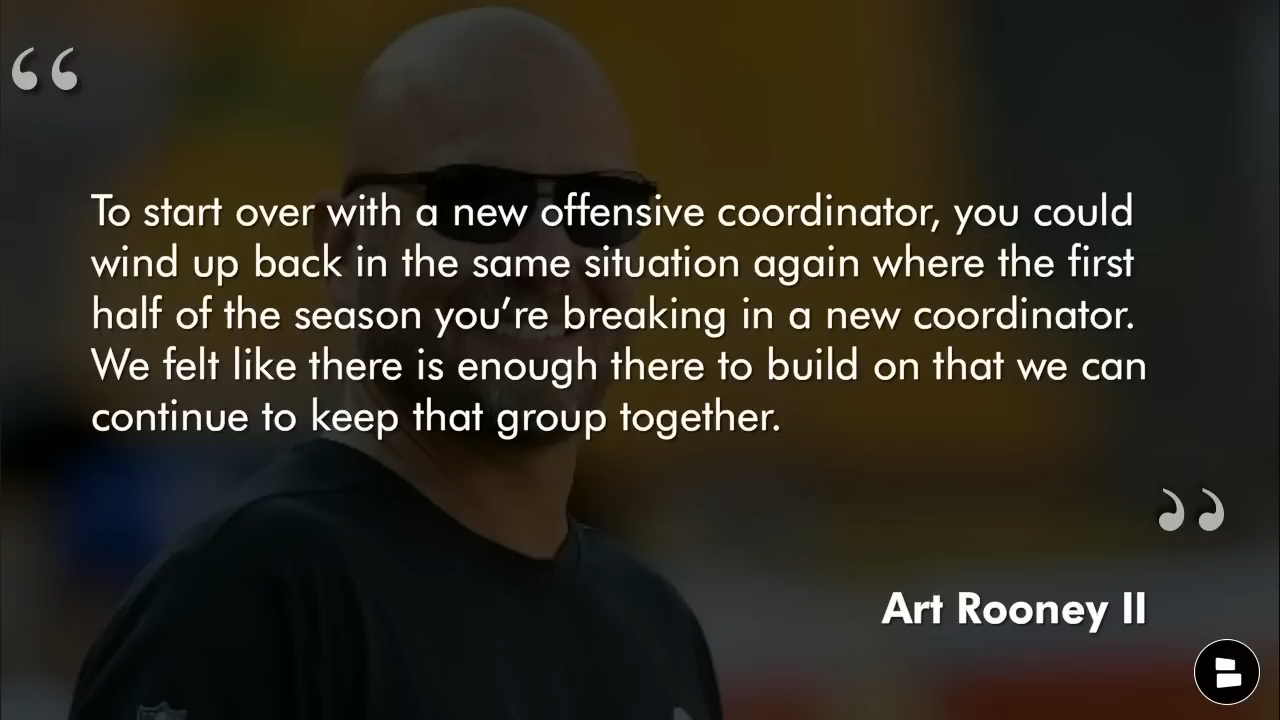 “
To start over with a new offensive coordinator, you could
wind up back in the same situation again where the first
half of the season you’re breaking in a new coordinator.
We felt like there is enough there to build on that we can
continue to keep that group together.
”
Art Rooney II